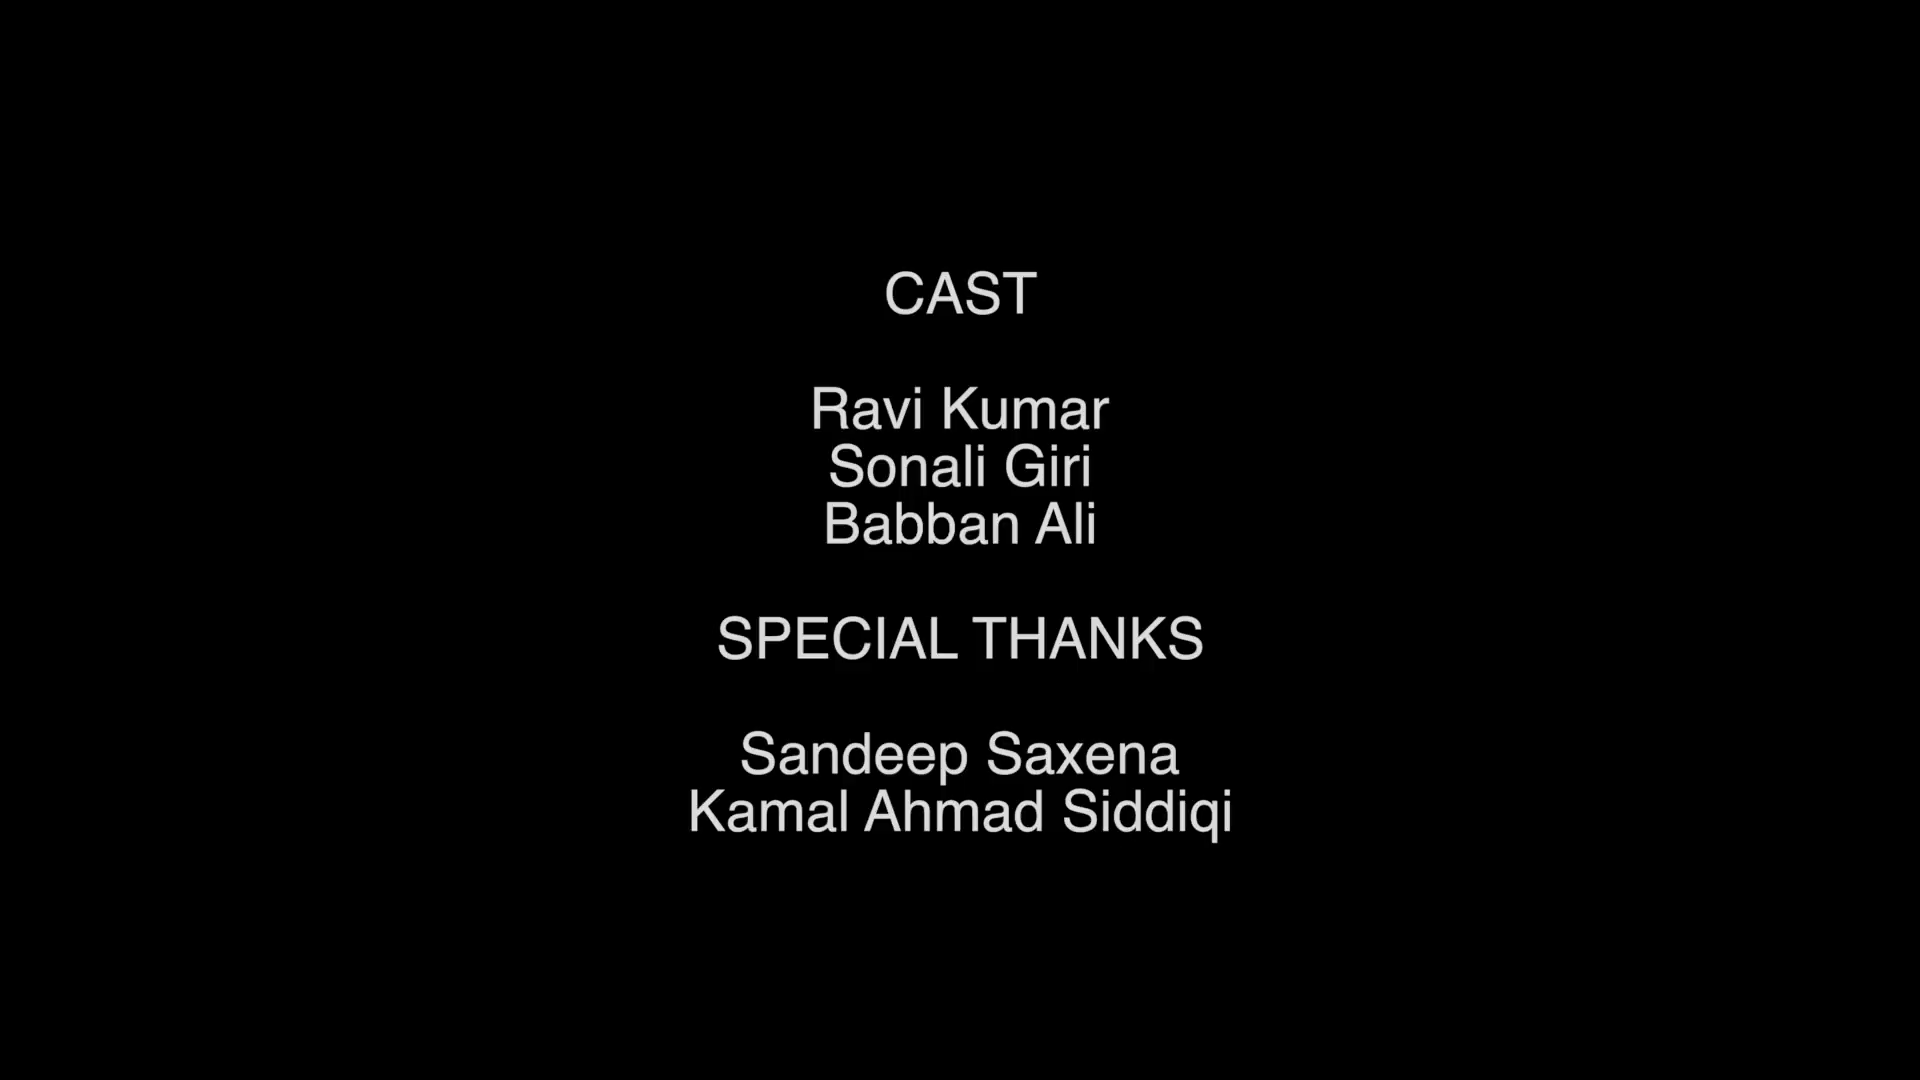 CAST
Ravi Kumar
Sonali Giri
Babban Ali
SPECIAL THANKS
Sandeep Saxena
Kamal Ahmad Siddiqi